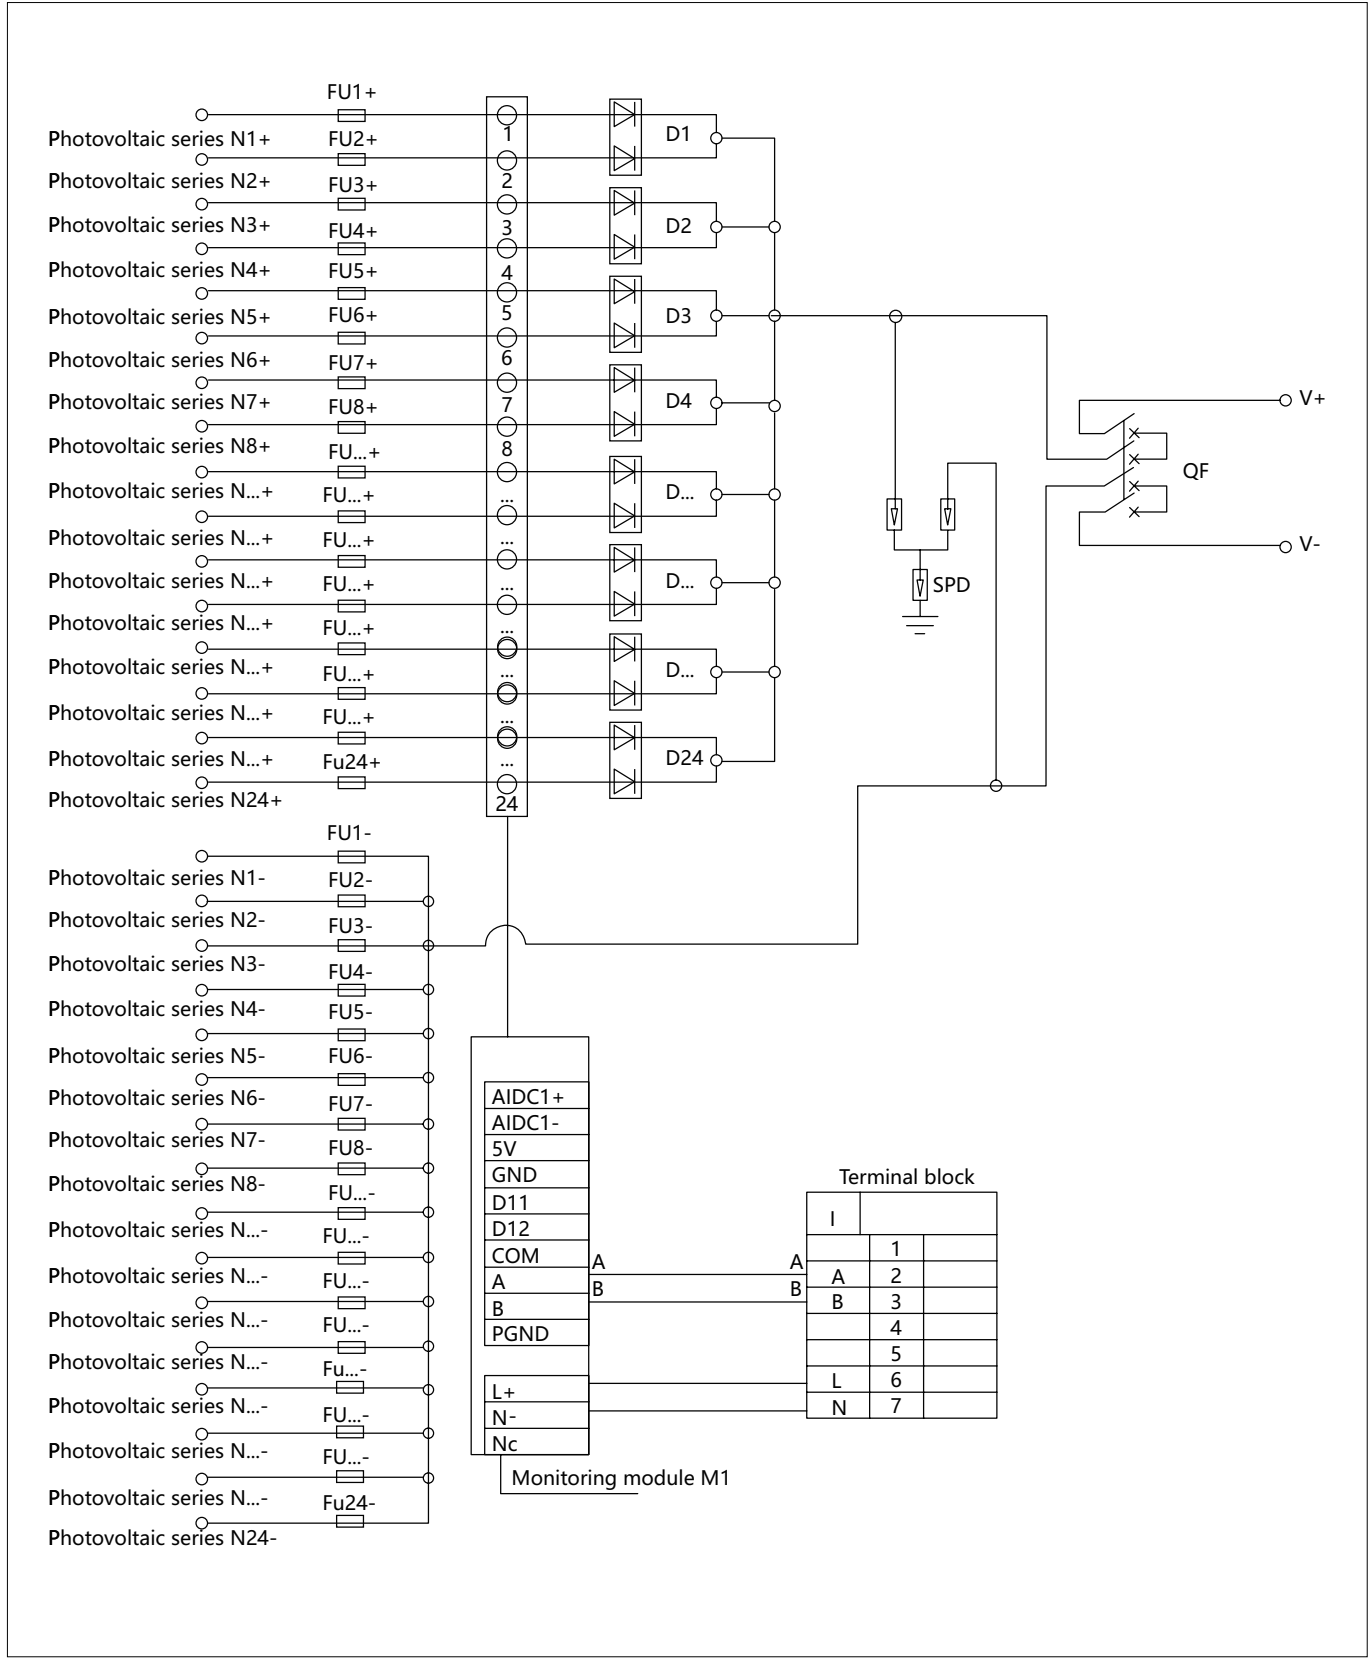 FU1+
Photovoltaic series N1+ FU2+ 1 D1
Photovoltaic series N2+ FU3+ 2
Photovoltaic series N3+ FU4+ 3 D2
Photovoltaic series N4+ FU5+ 4
Photovoltaic series N5+ FU6+ 5 D3
Photovoltaic series N6+ FU7+ 6
Photovoltaic series N7+ FU8+ 7 D4 V+
Photovoltaic series N8+ FU...+ 8
Photovoltaic series N...+ FU...+ ... D... QF
Photovoltaic series N...+ FU...+ ... V-
Photovoltaic series N...+ FU...+ ... D... SPD
Photovoltaic series N...+ FU...+ ...
Photovoltaic series N...+ FU...+ ... D...
Photovoltaic series N...+ FU...+ ...
Photovoltaic series N...+ Fu24+ ... D24
Photovoltaic series N24+ 24
FU1-
Photovoltaic series N1- FU2-
Photovoltaic series N2- FU3-
Photovoltaic series N3- FU4-
Photovoltaic series N4- FU5-
Photovoltaic series N5- FU6-
Photovoltaic series N6- FU7-
Photovoltaic series N7- FU8-
Photovoltaic series N8- FU...-
Photovoltaic series N...- FU...-
Photovoltaic series N...- FU...-
Photovoltaic series N...- FU...-
Photovoltaic series N...- Fu...-
Photovoltaic series N...- FU...-
Photovoltaic series N...- FU...-
Photovoltaic series N...- Fu24-
Photovoltaic series N24-
AIDC1+
AIDC1-
5V
GND
D11
D12
COM
A
B
PGND
L+
N-
Nc
Monitoring module M1
A A
B B
Terminal block
I
1
A 2
B 3
4
5
L 6
N 7